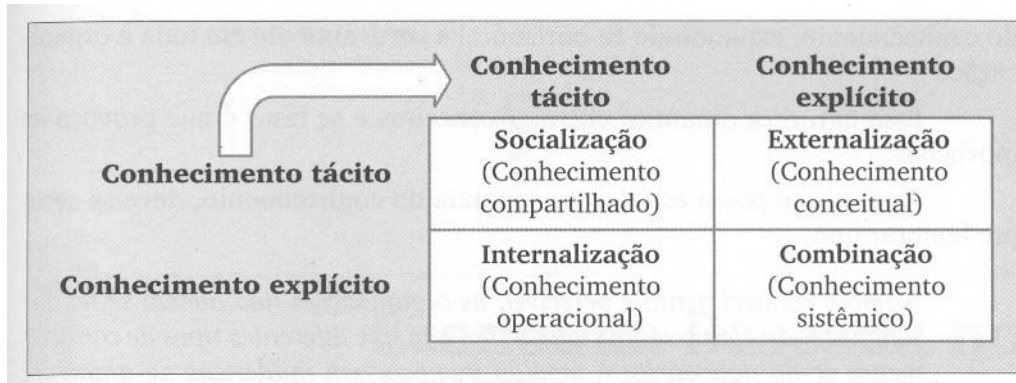 Conhecimento tácito
Conhecimento explícito
Conhecimento tácito
Socialização
(Conhecimento compartilhado)
Externalização
(Conhecimento conceitual)
Conhecimento explícito
Internalização
(Conhecimento operacional)
Combinação
(Conhecimento sistêmico)